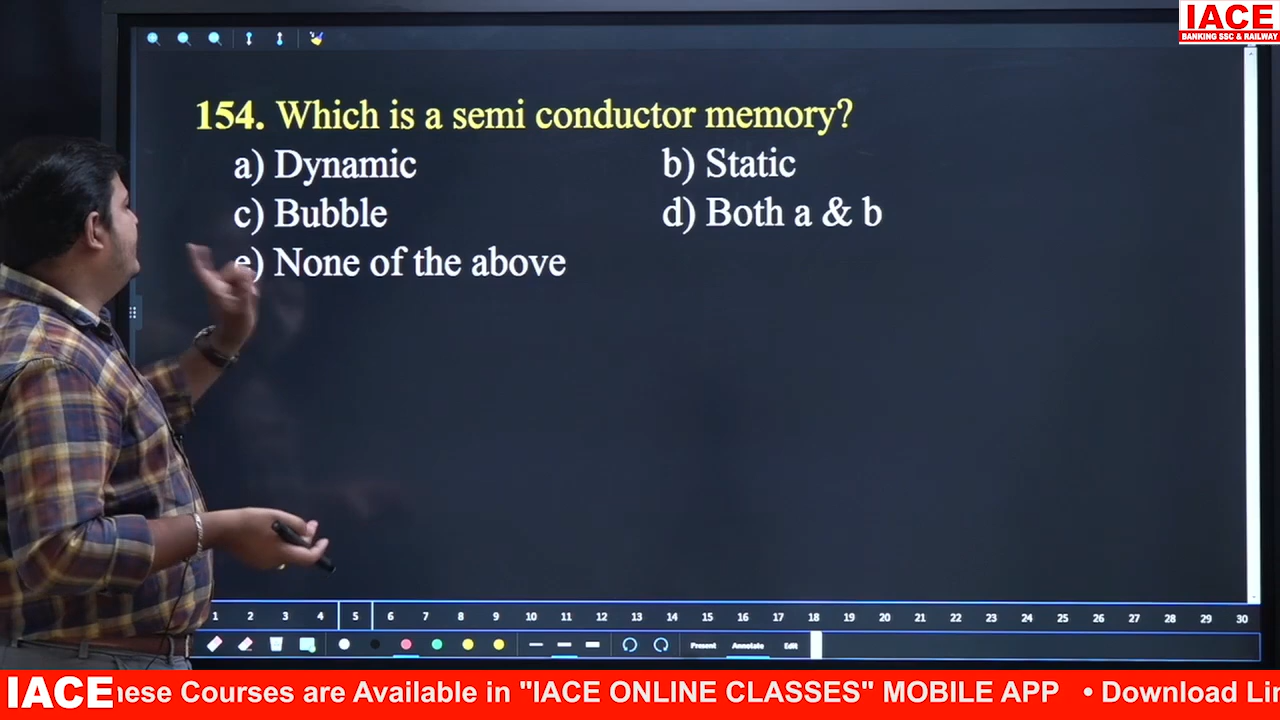 IACE
BANKING SSC & RAILWAY
154. Which is a semi conductor memory?
a) Dynamic
b) Static
c) Bubble
d) Both a & b
e) None of the above
1 2 3 4 5 6 7 8 9 10 11 12 13 14 15 16 17 18 19 20 21 22 23 24 25 26 27 28 29 30
Present Annotate Edit
IACE hese Courses are Available in "IACE ONLINE CLASSES" MOBILE APP • Download Lin